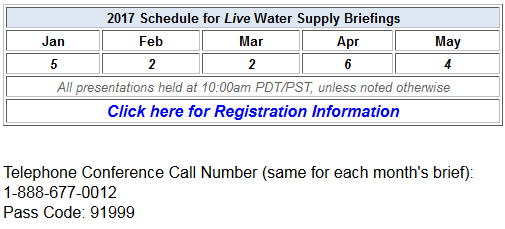 2017 Schedule for Live Water Supply Briefings
Jan Feb Mar Apr May
5 2 2 6 4
All presentations held at 10:00am PDT/PST, unless noted otherwise
Click here for Registration Information
Telephone Conference Call Number (same for each month's brief):
1-888-677-0012
Pass Code: 91999